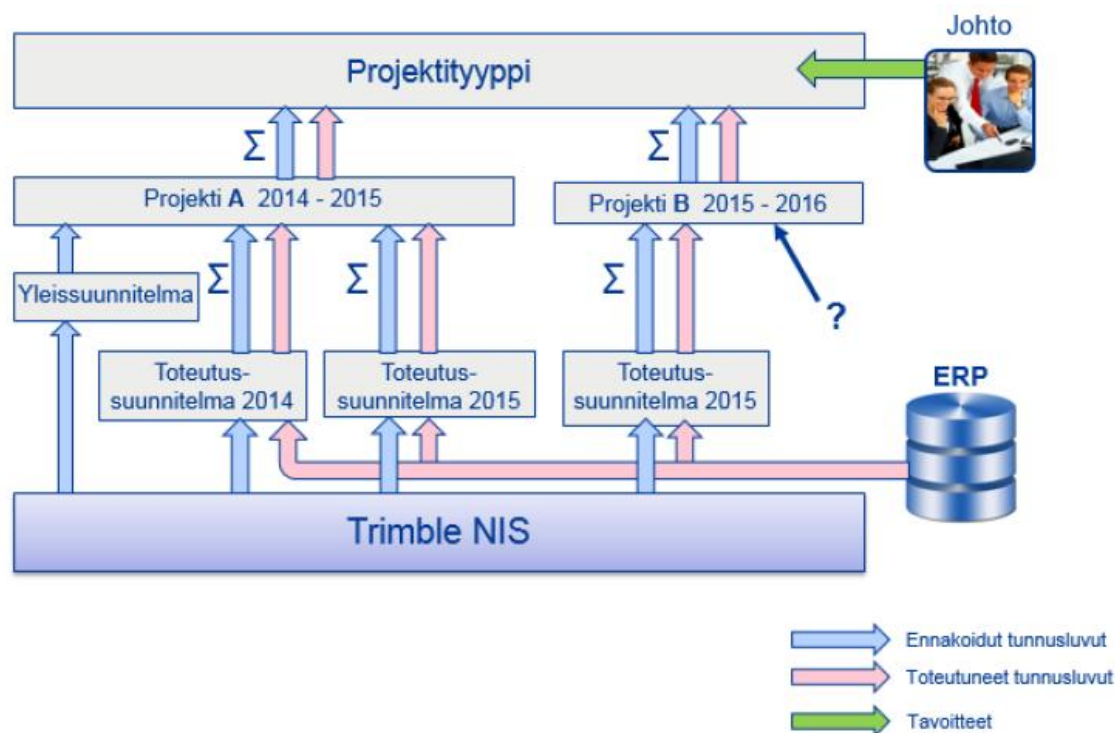 Johto
Projektityyppi
Σ
Σ
Projekti A 2014 - 2015
Projekti B 2015 - 2016
Yleissuunnitelma
Σ
Σ
Σ
?
Toteutus-
suunnitelma 2014
Toteutus-
suunnitelma 2015
Toteutus-
suunnitelma 2015
ERP
Trimble NIS
Ennakoidut tunnusluvut
Toteutuneet tunnusluvut
Tavoitteet